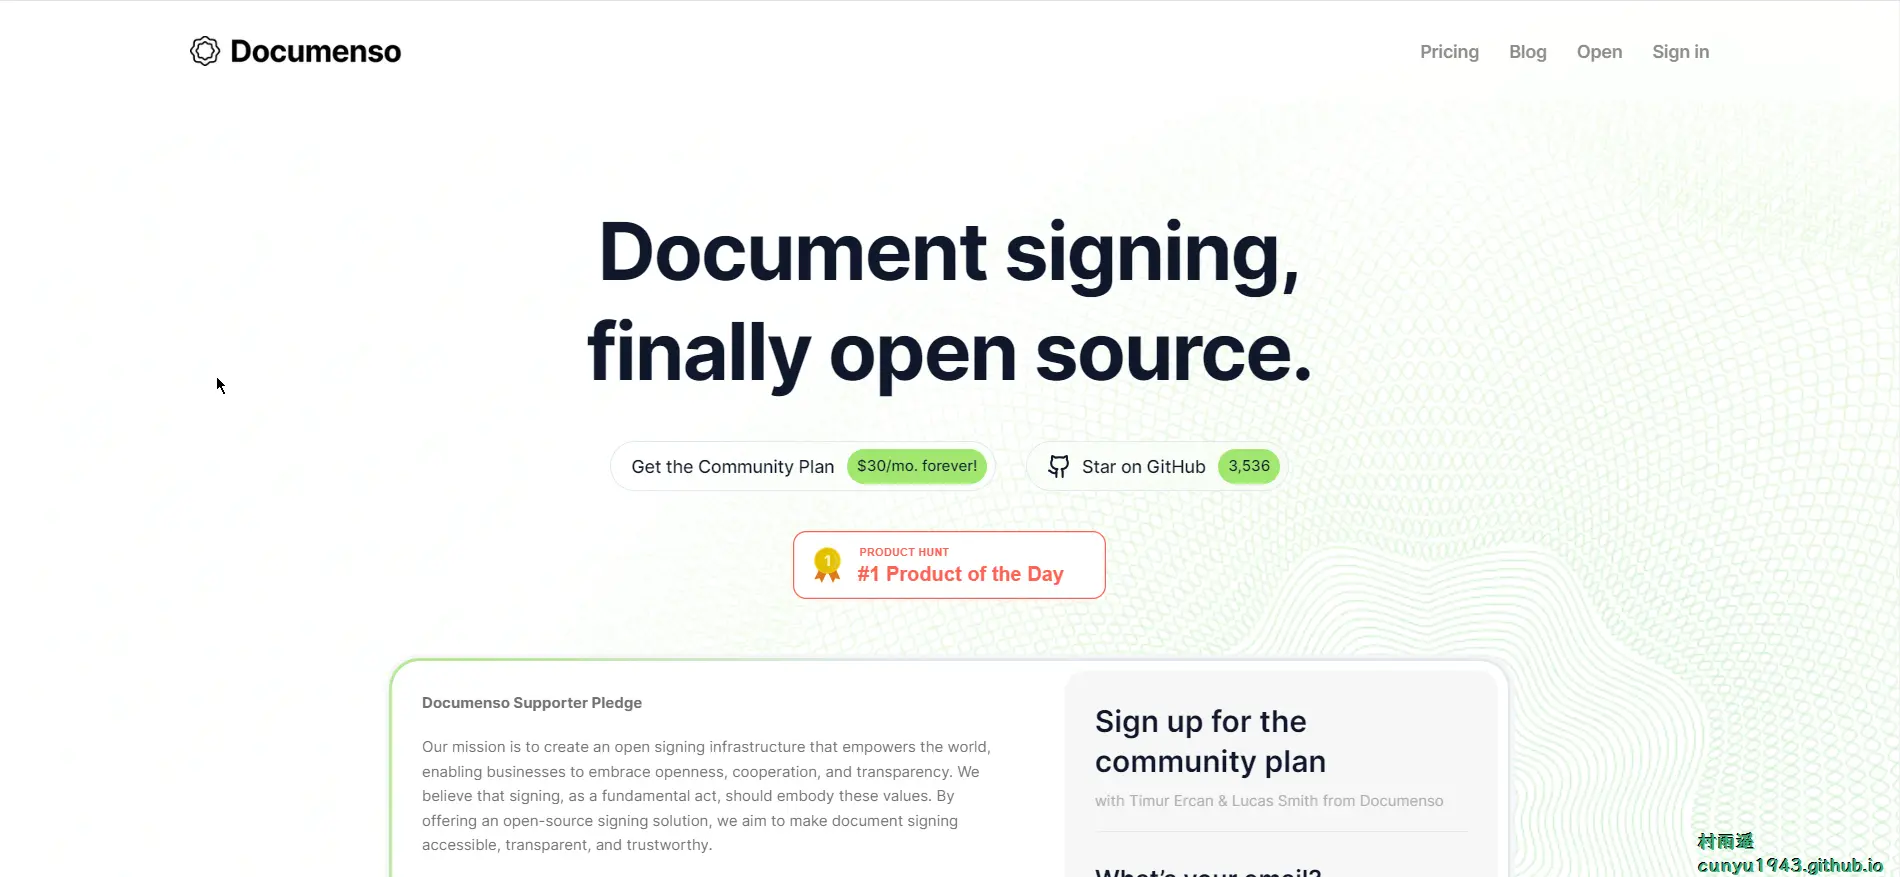 Documenso
Pricing Blog Open Sign in
Document signing,
finally open source.
Get the Community Plan $30/mo. forever!
Star on GitHub 3,536
1
PRODUCT HUNT
#1 Product of the Day
Documenso Supporter Pledge
Our mission is to create an open signing infrastructure that empowers the world,
enabling businesses to embrace openness, cooperation, and transparency. We
believe that signing, as a fundamental act, should embody these values. By
offering an open-source signing solution, we aim to make document signing
accessible, transparent, and trustworthy.
Sign up for the
community plan
with Timur Ercan & Lucas Smith from Documenso
What's your email?
村雨遥
cunyu1943.github.io